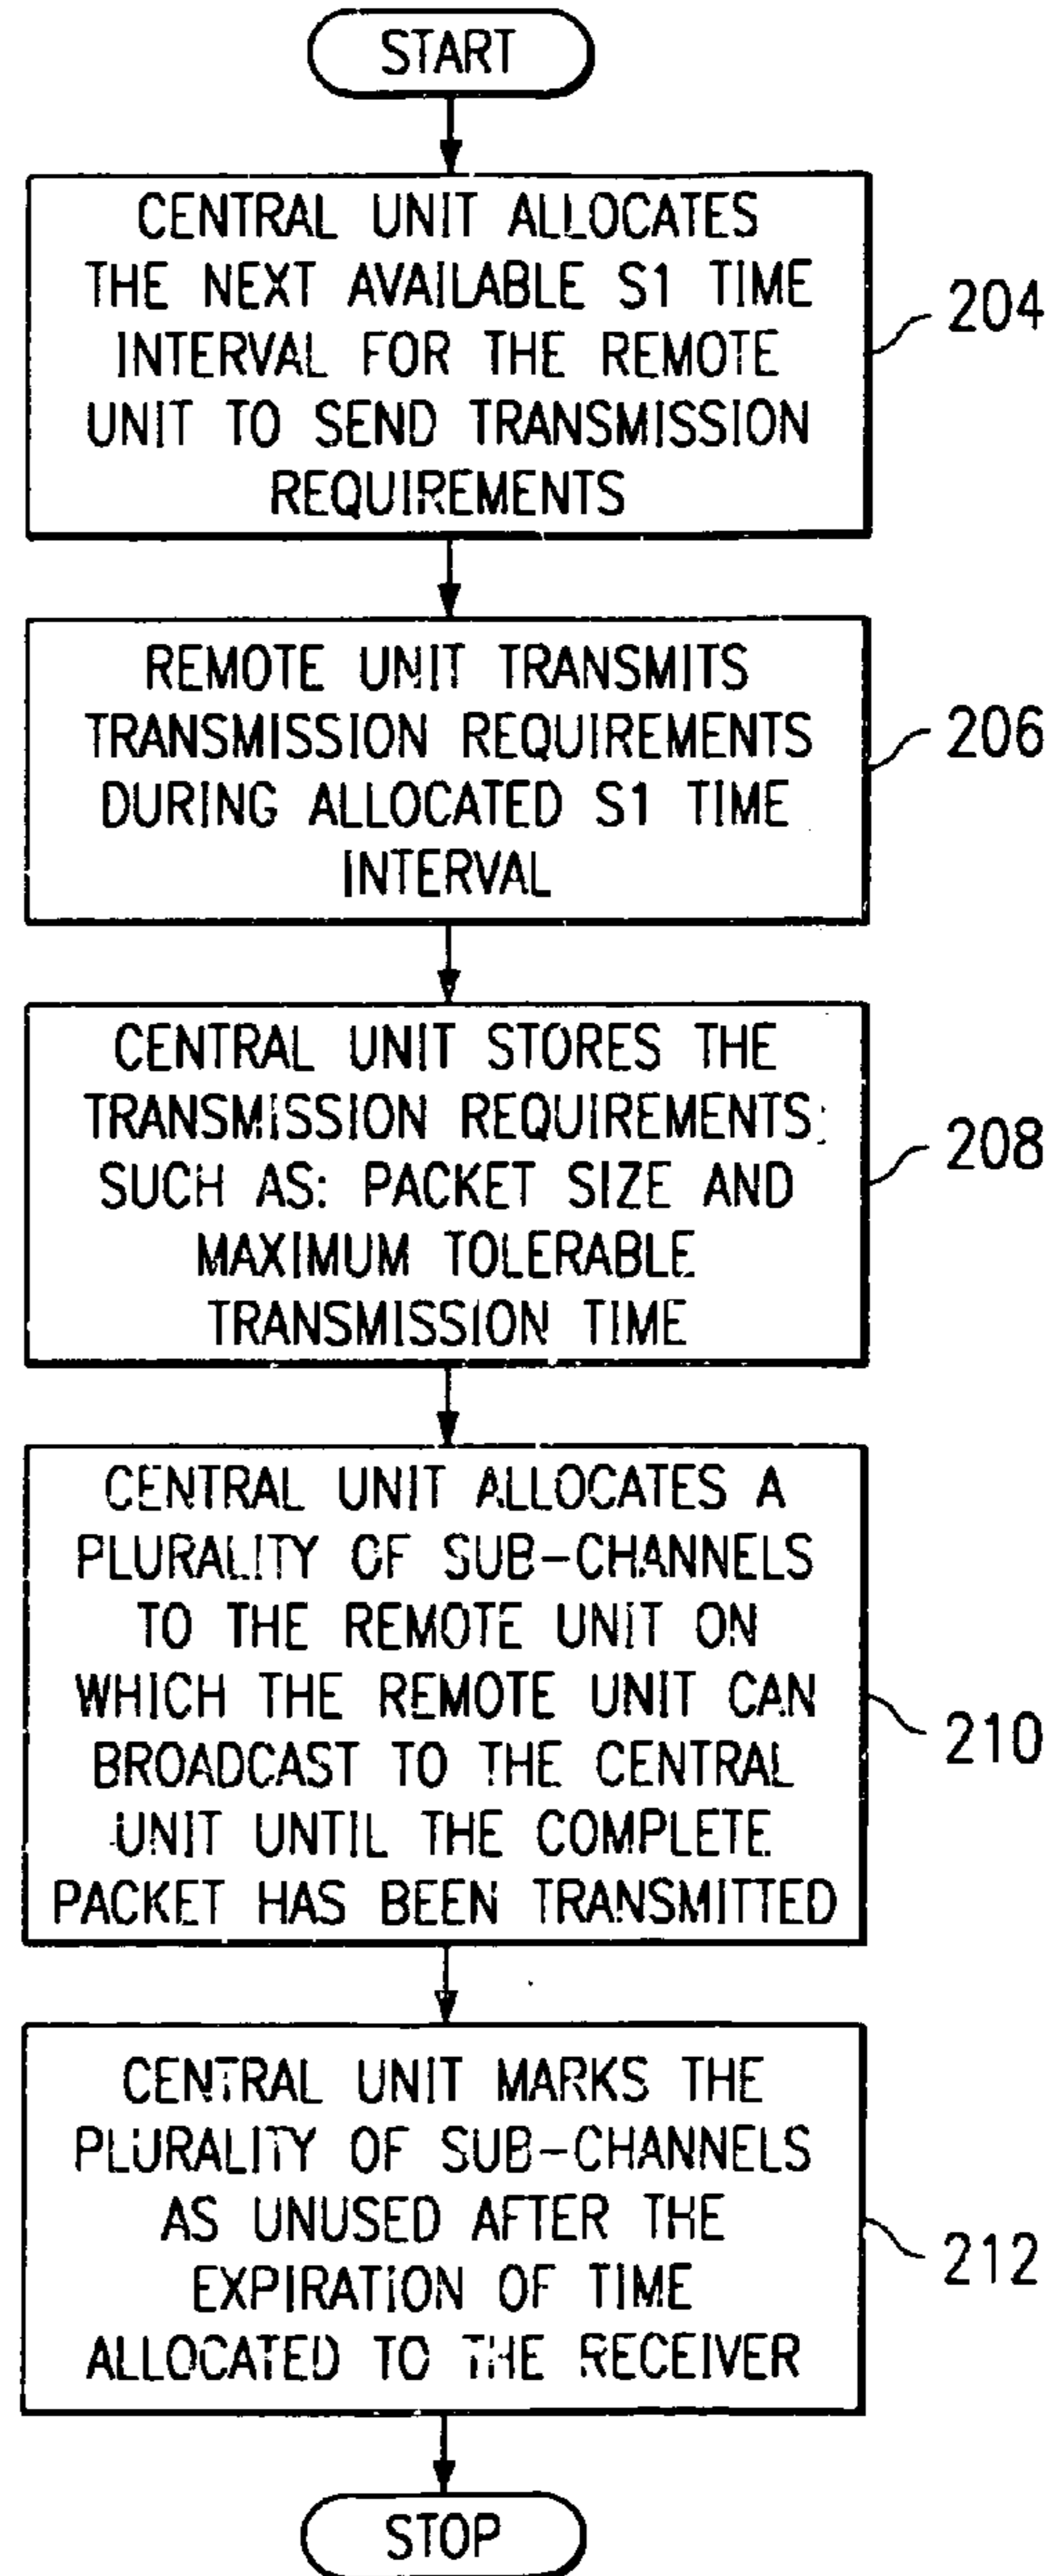 START
CENTRAL UNIT ALLOCATES
THE NEXT AVAILABLE S1 TIME
INTERVAL FOR THE REMOTE
UNIT TO SEND TRANSMISSION
REQUIREMENTS
204
REMOTE UNIT TRANSMITS
TRANSMISSION REQUIREMENTS
DURING ALLOCATED S1 TIME
INTERVAL
206
CENTRAL UNIT STORES THE
TRANSMISSION REQUIREMENTS
SUCH AS: PACKET SIZE AND
MAXIMUM TOLERABLE
TRANSMISSION TIME
208
CENTRAL UNIT ALLOCATES A
PLURALITY OF SUB-CHANNELS
TO THE REMOTE UNIT ON
WHICH THE REMOTE UNIT CAN
BROADCAST TO THE CENTRAL
UNIT UNTIL THE COMPLETE
PACKET HAS BEEN TRANSMITTED
210
CENTRAL UNIT MARKS THE
PLURALITY OF SUB-CHANNELS
AS UNUSED AFTER THE
EXPIRATION OF TIME
ALLOCATED TO THE RECEIVER
212
STOP